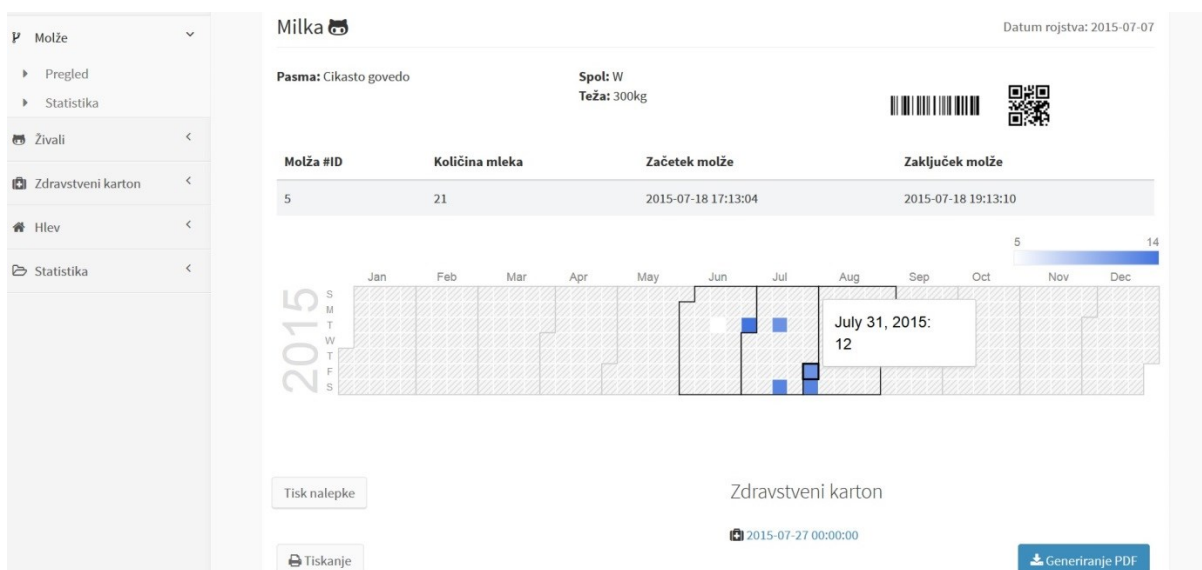 Molže
Pregled
Statistika
Živali
Zdravstveni karton
Hlev
Statistika
Milka
Datum rojstva: 2015-07-07
Pasma: Cikasto govedo
Spol: W
Teža: 300kg
Molža #ID Količina mleka Začetek molže Zaključek molže
5 21 2015-07-18 17:13:04 2015-07-18 19:13:10
5 14
Jan Feb Mar Apr May Jun Jul Aug Sep Oct Nov Dec
2015
S
M
T
W
T
F
S
July 31, 2015:
12
Tisk nalepke
Zdravstveni karton
2015-07-27 00:00:00
Tiskanje
Generiranje PDF